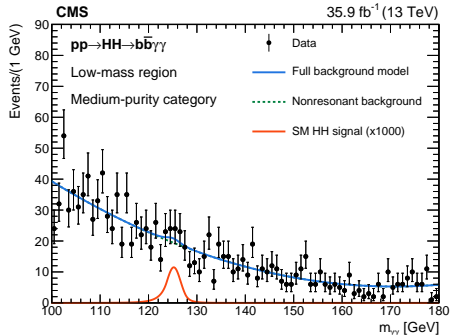 CMS 35.9 fb⁻¹ (13 TeV)
Events/(1 GeV)
90
80
70
60
50
40
30
20
10
0
pp→HH→bb̅γγ
Low-mass region
Medium-purity category
Data
Full background model
Nonresonant background
SM HH signal (x1000)
100 110 120 130 140 150 160 170 180
mγγ [GeV]